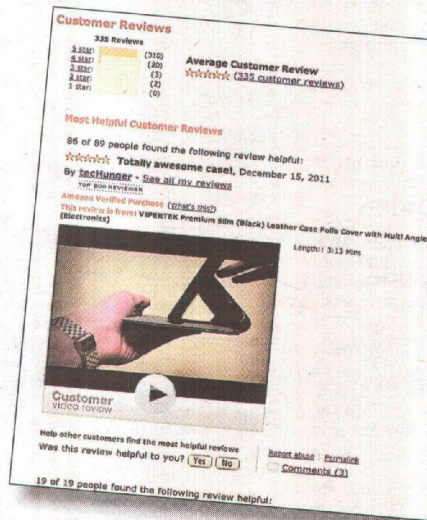 Customer Reviews
335 Reviews
5 star: (310)
4 star: (20)
3 star: (3)
2 star: (2)
1 star: (0)
Average Customer Review
(335 customer reviews)
Most Helpful Customer Reviews
86 of 89 people found the following review helpful:
Totally awesome case!, December 15, 2011
By tecHunger - See all my reviews
TOP 500 REVIEWER
Amazon Verified Purchase (What's this?)
This review is from: VIPERTEK Premium Slim (Black) Leather Case Folio Cover with Multi Angle
(Electronics)
Length:: 3:13 Mins
Customer
video review
Help other customers find the most helpful reviews
Was this review helpful to you? Yes No
Report abuse | Permalink
Comments (3)
19 of 19 people found the following review helpful: